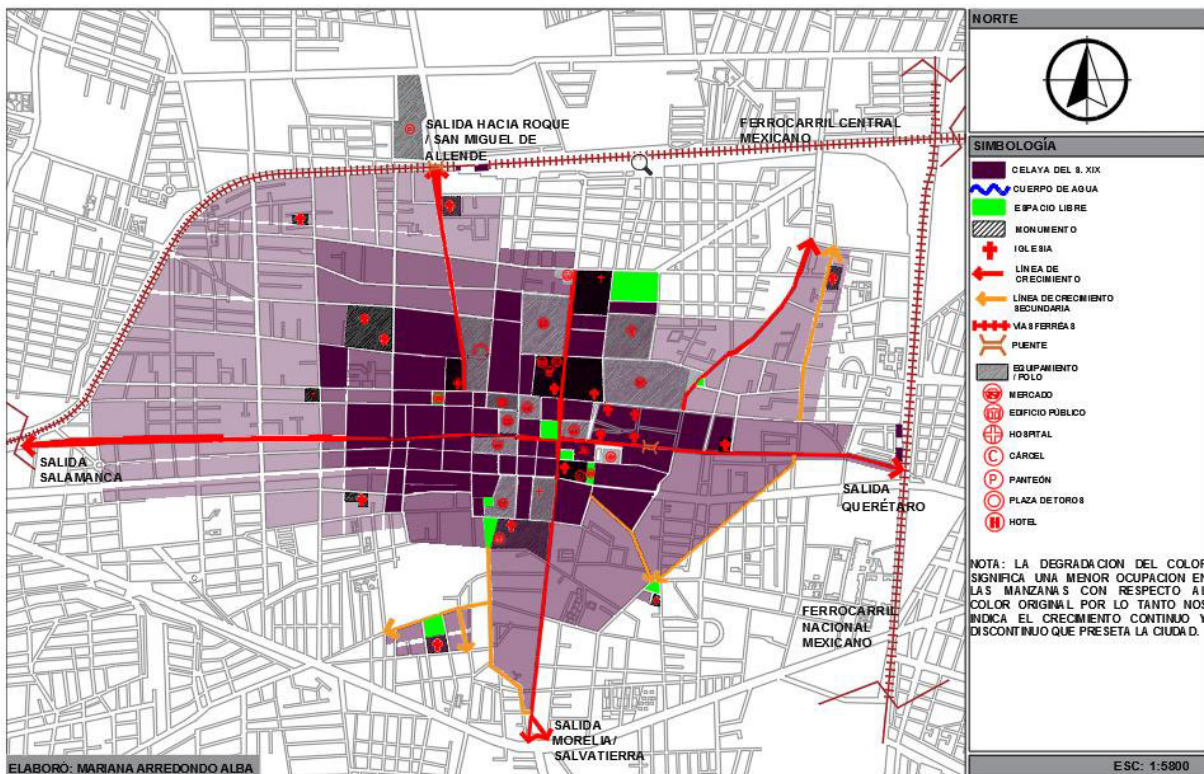 SALIDA HACIA ROQUE
/ SAN MIGUEL DE
ALLENDE
FERROCARRIL CENTRAL
MEXICANO
SALIDA
SALAMANCA
SALIDA
QUERÉTARO
FERROCARRIL
NACIONAL
MEXICANO
SALIDA
MORELIA/
SALVATIERRA
ELABORÓ: MARIANA ARREDONDO ALBA
NORTE
SIMBOLOGÍA
CELAYA DEL S. XIX
CUERPO DE AGUA
ESPACIO LIBRE
MONUMENTO
IGLESIA
LÍNEA DE
CRECIMIENTO
LÍNEA DE CRECIMIENTO
SECUNDARIA
VÍAS FERRÉAS
PUENTE
EQUIPAMIENTO
/ POLO
MERCADO
EDIFICIO PÚBLICO
HOSPITAL
C CÁRCEL
P PANTEÓN
PLAZA DE TOROS
H HOTEL
NOTA: LA DEGRADACION DEL COLOR
SIGNIFICA UNA MENOR OCUPACION EN
LAS MANZANAS CON RESPECTO AL
COLOR ORIGINAL POR LO TANTO NOS
INDICA EL CRECIMIENTO CONTINUO Y
DISCONTINUO QUE PRESETA LA CIUDAD.
ESC: 1:5800